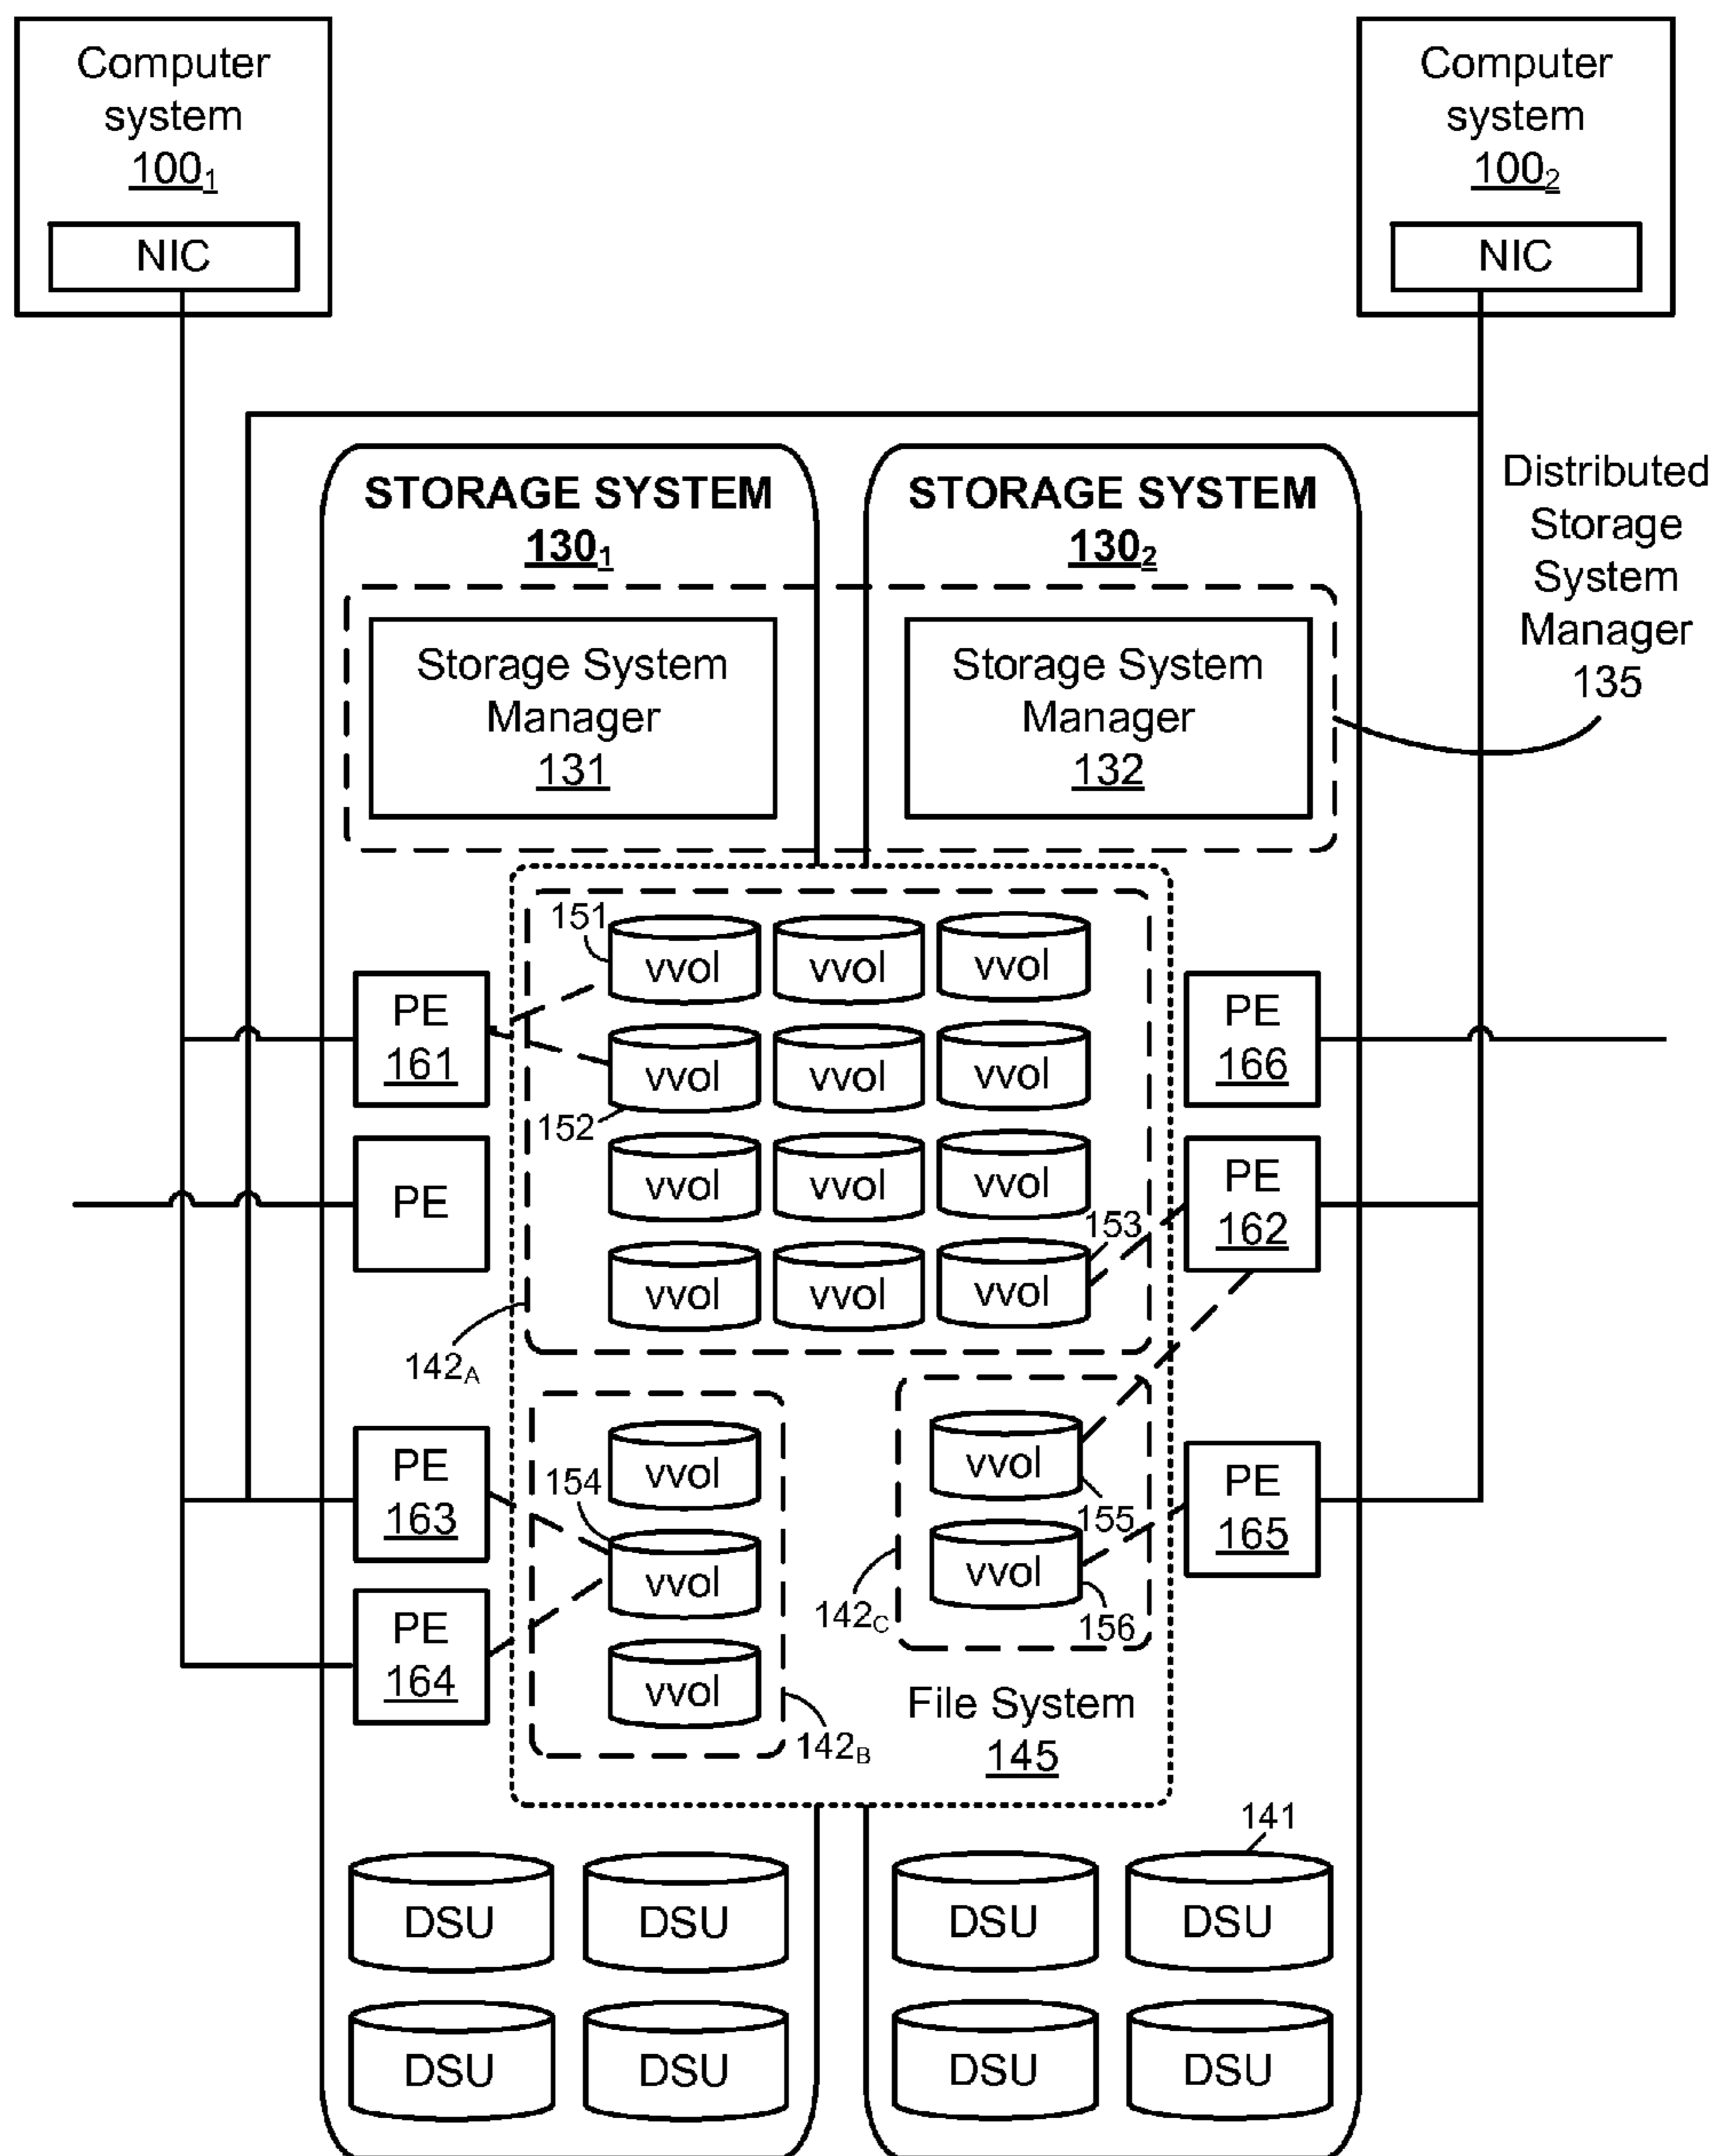 Computer
system
100₁
NIC
Computer
system
100₂
NIC
STORAGE SYSTEM
130₁
STORAGE SYSTEM
130₂
Distributed
Storage
System
Manager
135
Storage System
Manager
131
Storage System
Manager
132
151
vvol vvol vvol
PE
161
vvol vvol vvol
152
PE
166
PE
vvol vvol vvol
PE
162
153
vvol vvol vvol
142A
PE
163
vvol
154
vvol
PE
164
vvol
142B
vvol
155
vvol
156
142C
PE
165
File System
145
141
DSU DSU DSU DSU
DSU DSU DSU DSU